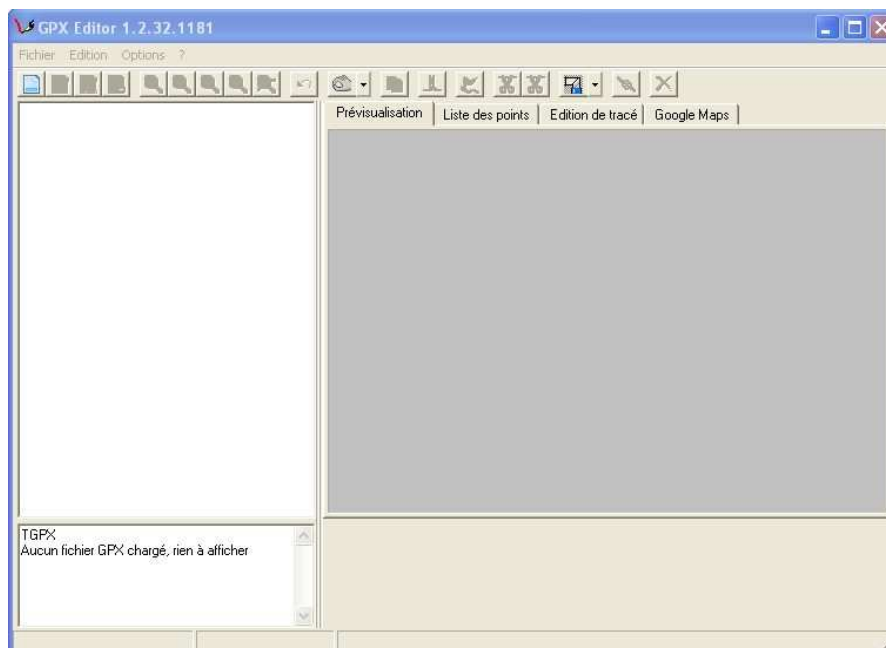 GPX Editor 1.2.32.1181
Fichier Edition Options ?
Prévisualisation Liste des points Edition de tracé Google Maps
TGPX
Aucun fichier GPX chargé, rien à afficher